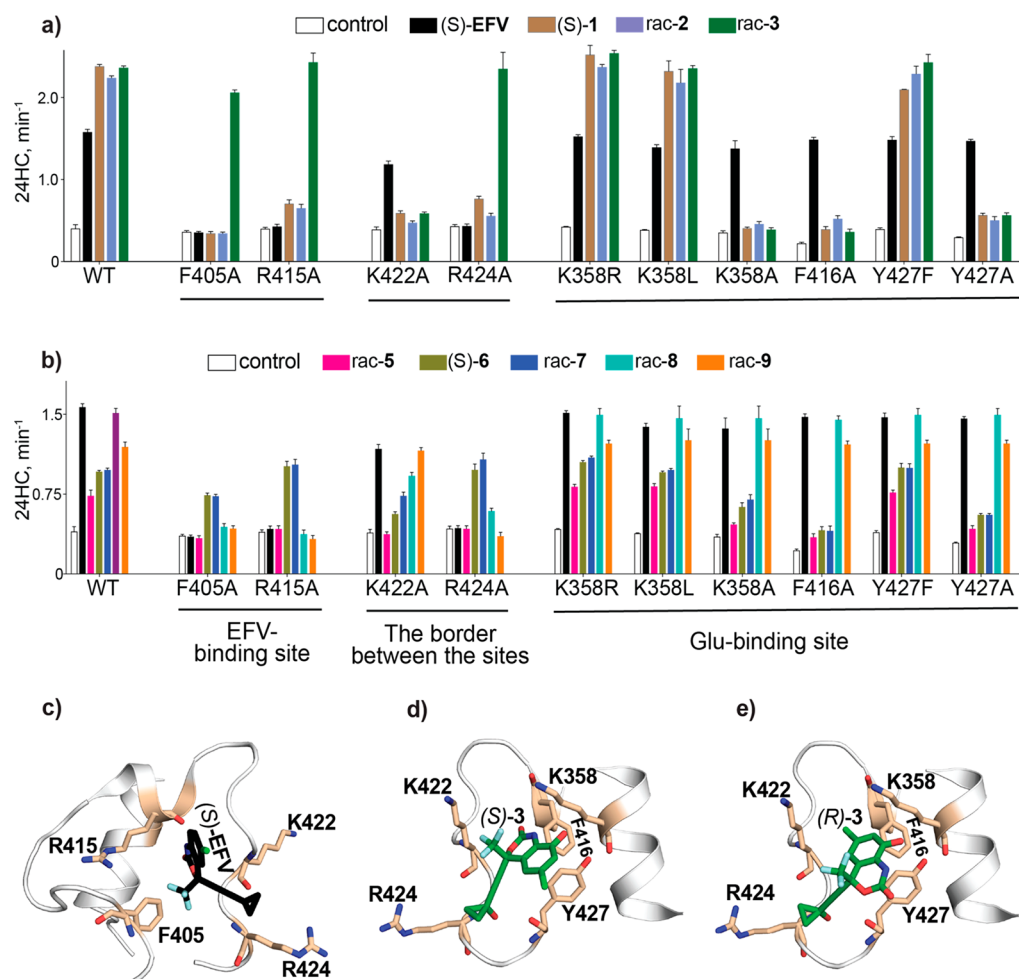 a) control (S)-EFV (S)-1 rac-2 rac-3
24HC, min-1
2.0
1.0
0
WT F405A R415A K422A R424A K358R K358L K358A F416A Y427F Y427A
b) control rac-5 (S)-6 rac-7 rac-8 rac-9
24HC, min-1
1.5
0.75
0
WT F405A R415A K422A R424A K358R K358L K358A F416A Y427F Y427A
EFV-
binding site
The border
between the sites
Glu-binding site
c)
R415
(S)-EFV
K422
F405
R424
d)
K422
K358
(S)-3
F416
R424
Y427
e)
K422
K358
(R)-3
F416
R424
Y427